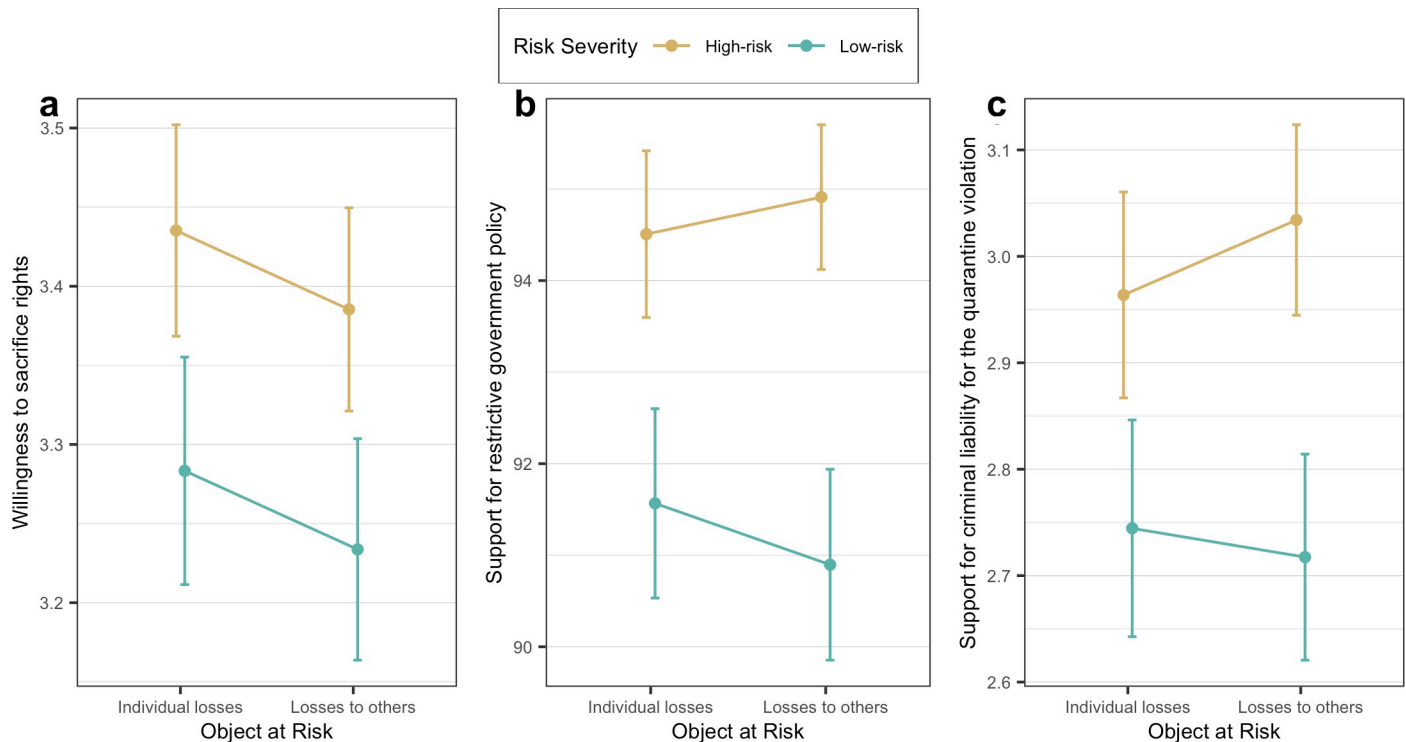 Risk Severity High-risk Low-risk
a
Willingness to sacrifice rights
3.5
3.4
3.3
3.2
Individual losses Losses to others
Object at Risk
b
Support for restrictive government policy
94
92
90
Individual losses Losses to others
Object at Risk
c
Support for criminal liability for the quarantine violation
3.1
3.0
2.9
2.8
2.7
2.6
Individual losses Losses to others
Object at Risk